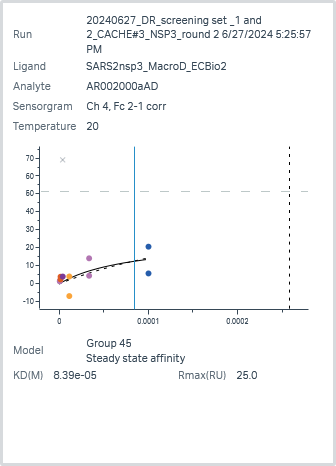 20240627_DR_screening set _1 and
Run 2_CACHE#3_NSP3_round 2 6/27/2024 5:25:57
PM
Ligand SARS2nsp3_MacroD_ECBio2
Analyte AR002000aAD
Sensorgram Ch 4, Fc 2-1 corr
Temperature 20
70
60
50
40
30
20
10
0
-10
0 0.0001 0.0002
Model Group 45
Steady state affinity
KD(M) 8.39e-05 Rmax(RU) 25.0